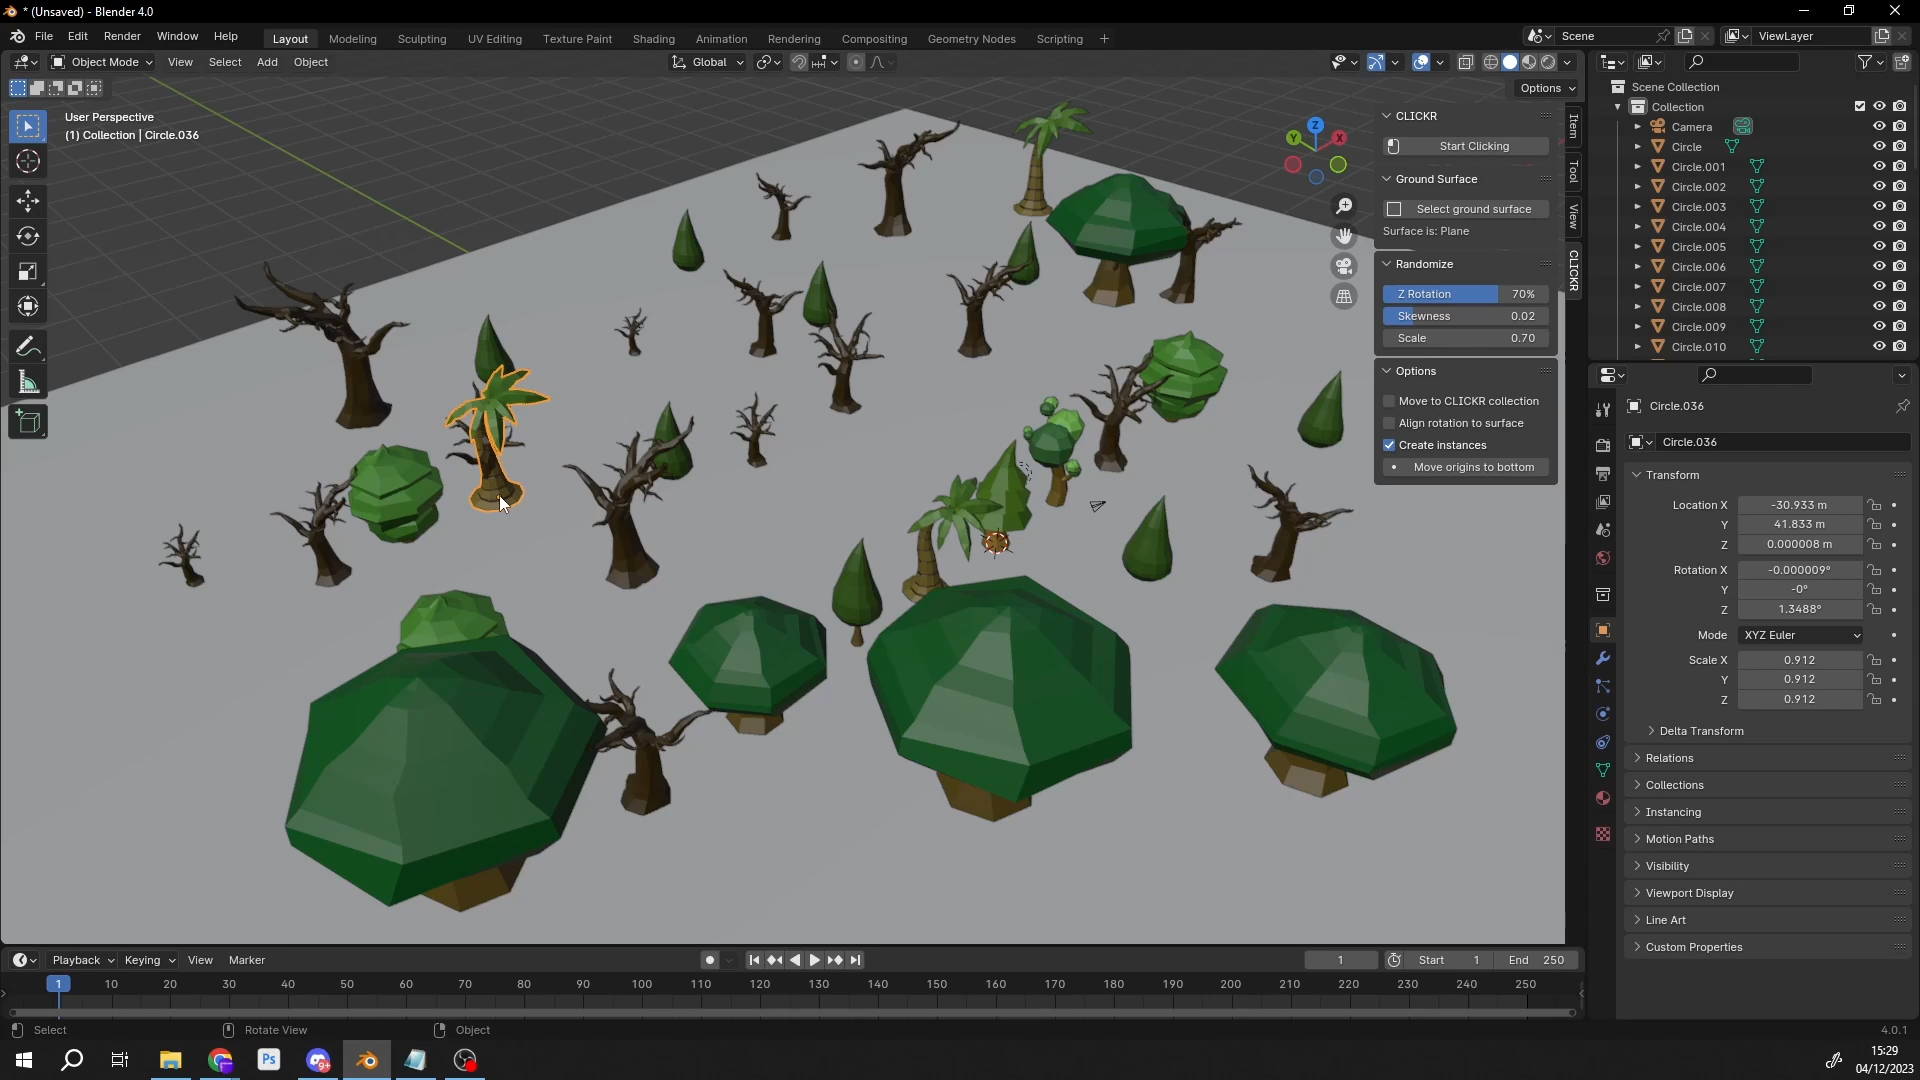 * (Unsaved) - Blender 4.0
File Edit Render Window Help
Layout Modeling Sculpting UV Editing Texture Paint Shading Animation Rendering Compositing Geometry Nodes Scripting +
Scene
ViewLayer
Object Mode View Select Add Object
Global
Options
User Perspective
(1) Collection | Circle.036
Z
Y
X
CLICKR
Start Clicking
Ground Surface
Select ground surface
Surface is: Plane
Randomize
Z Rotation 70%
Skewness 0.02
Scale 0.70
Options
Move to CLICKR collection
Align rotation to surface
Create instances
Move origins to bottom
Item
Tool
View
CLICKR
Scene Collection
Collection
Camera
Circle
Circle.001
Circle.002
Circle.003
Circle.004
Circle.005
Circle.006
Circle.007
Circle.008
Circle.009
Circle.010
Circle.036
Circle.036
Transform
Location X -30.933 m
Y 41.833 m
Z 0.000008 m
Rotation X -0.000009°
Y -0°
Z 1.3488°
Mode XYZ Euler
Scale X 0.912
Y 0.912
Z 0.912
Delta Transform
Relations
Collections
Instancing
Motion Paths
Visibility
Viewport Display
Line Art
Custom Properties
Playback Keying View Marker
1 Start 1 End 250
1 10 20 30 40 50 60 70 80 90 100 110 120 130 140 150 160 170 180 190 200 210 220 230 240 250
Select Rotate View Object
4.0.1
Ps
9+
15:29
04/12/2023